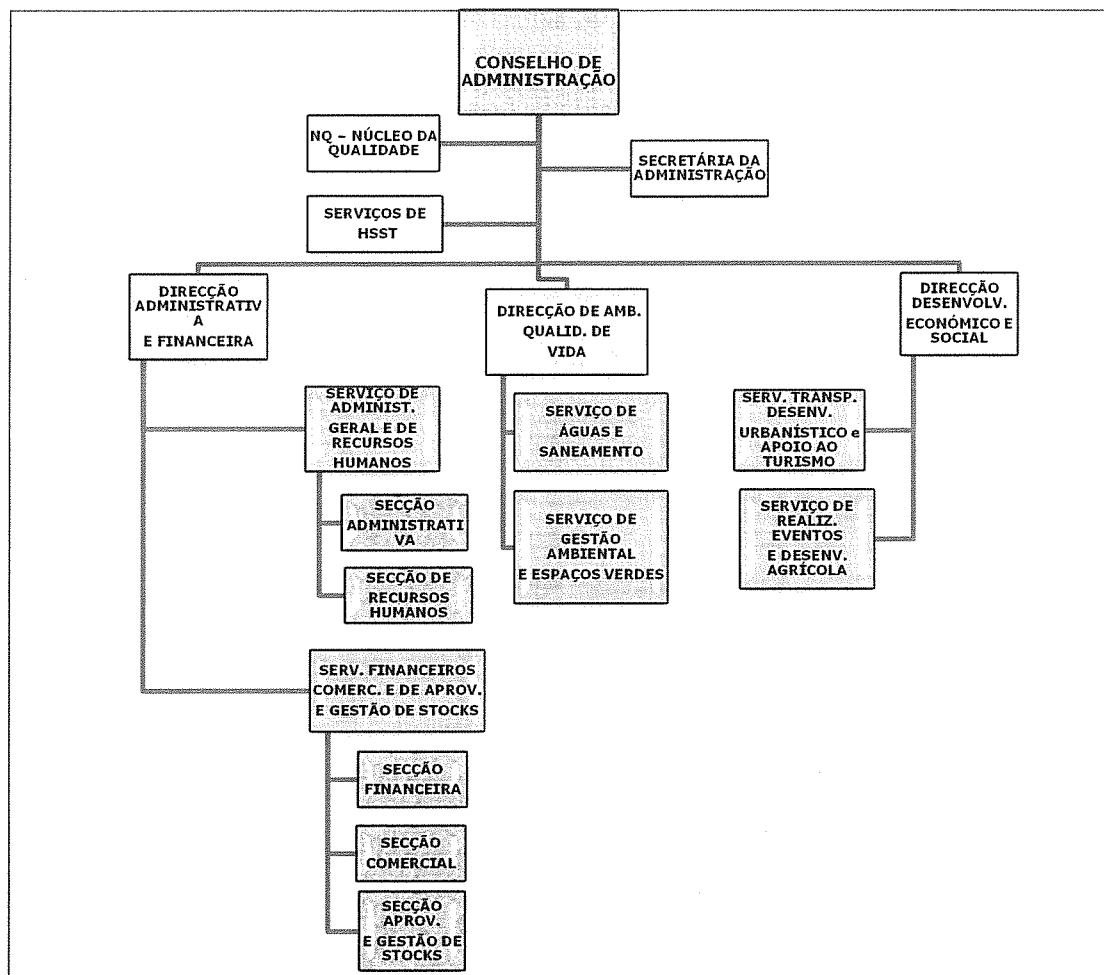 CONSELHO DE
ADMINISTRAÇÃO
NQ – NÚCLEO DA
QUALIDADE
SECRETÁRIA DA
ADMINISTRAÇÃO
SERVIÇOS DE
HSST
DIRECÇÃO
ADMINISTRATIV
A
E FINANCEIRA
DIRECÇÃO DE AMB.
QUALID. DE
VIDA
DIRECÇÃO
DESENVOLV.
ECONÓMICO E
SOCIAL
SERVIÇO DE
ADMINIST.
GERAL E DE
RECURSOS
HUMANOS
SERVIÇO DE
ÁGUAS E
SANEAMENTO
SERV. TRANSP.
DESENV.
URBANÍSTICO e
APOIO AO
TURISMO
SECÇÃO
ADMINISTRATI
VA
SERVIÇO DE
GESTÃO
AMBIENTAL
E ESPAÇOS VERDES
SERVIÇO DE
REALIZ.
EVENTOS
E DESENV.
AGRÍCOLA
SECÇÃO DE
RECURSOS
HUMANOS
SERV. FINANCEIROS
COMERC. E DE APROV.
E GESTÃO DE STOCKS
SECÇÃO
FINANCEIRA
SECÇÃO
COMERCIAL
SECÇÃO
APROV.
E GESTÃO DE
STOCKS